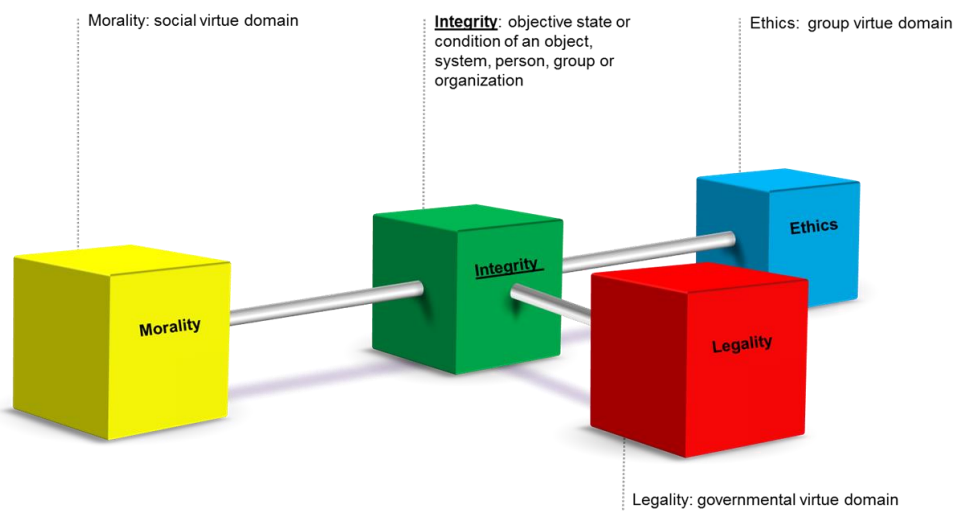 Morality: social virtue domain
Integrity: objective state or
condition of an object,
system, person, group or
organization
Ethics:  group virtue domain
Ethics
Integrity
Morality
Legality
Legality: governmental virtue domain